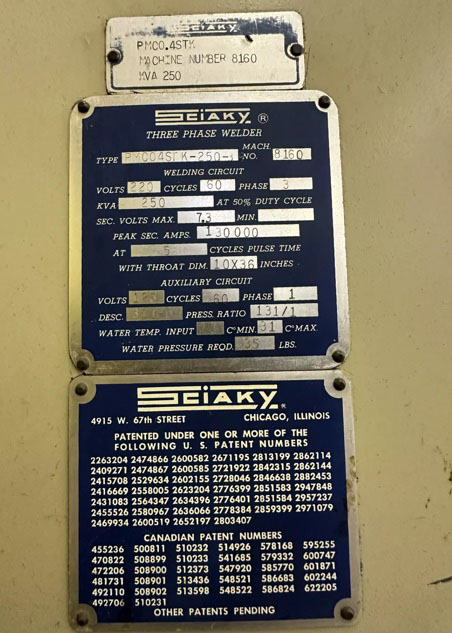 SCIAKY
PMCO.4STK
MACHINE NUMBER 8160
KVA 250
SCIAKY ®
THREE PHASE WELDER
MACH.
TYPE PMCO4STK-250- NO. 8160
WELDING CIRCUIT
VOLTS 220 CYCLES 60 PHASE 3
KVA 250 AT 50% DUTY CYCLE
SEC. VOLTS MAX. 7.3 MIN.
PEAK SEC. AMPS. 130000
AT 5 CYCLES PULSE TIME
WITH THROAT DIM. 10X36 INCHES
AUXILIARY CIRCUIT
VOLTS CYCLES 60 PHASE 1
DESC. PRESS. RATIO 131/1
WATER TEMP. INPUT C° MIN. 31 C° MAX.
WATER PRESSURE REQD. 35 LBS.
SCIAKY ®
4915 W. 67th STREET CHICAGO, ILLINOIS
PATENTED UNDER ONE OR MORE OF THE
FOLLOWING U. S. PATENT NUMBERS
2263204 2474866 2600582 2671195 2813199 2862114
2409271 2474867 2600585 2721922 2842315 2862144
2415708 2529634 2602155 2728046 2846638 2882453
2416669 2558005 2623204 2776399 2851583 2947848
2431083 2564347 2634396 2776401 2851584 2957237
2455526 2580967 2636066 2778384 2859399 2971079
2469934 2600519 2652197 2803407
CANADIAN PATENT NUMBERS
455236 500811 510232 514926 578168 595255
470822 508899 510233 541685 579332 600747
472206 508900 512373 547920 585770 601871
481731 508901 513436 548521 586683 602244
492110 508902 513598 548522 586824 622205
492706 510231
OTHER PATENTS PENDING